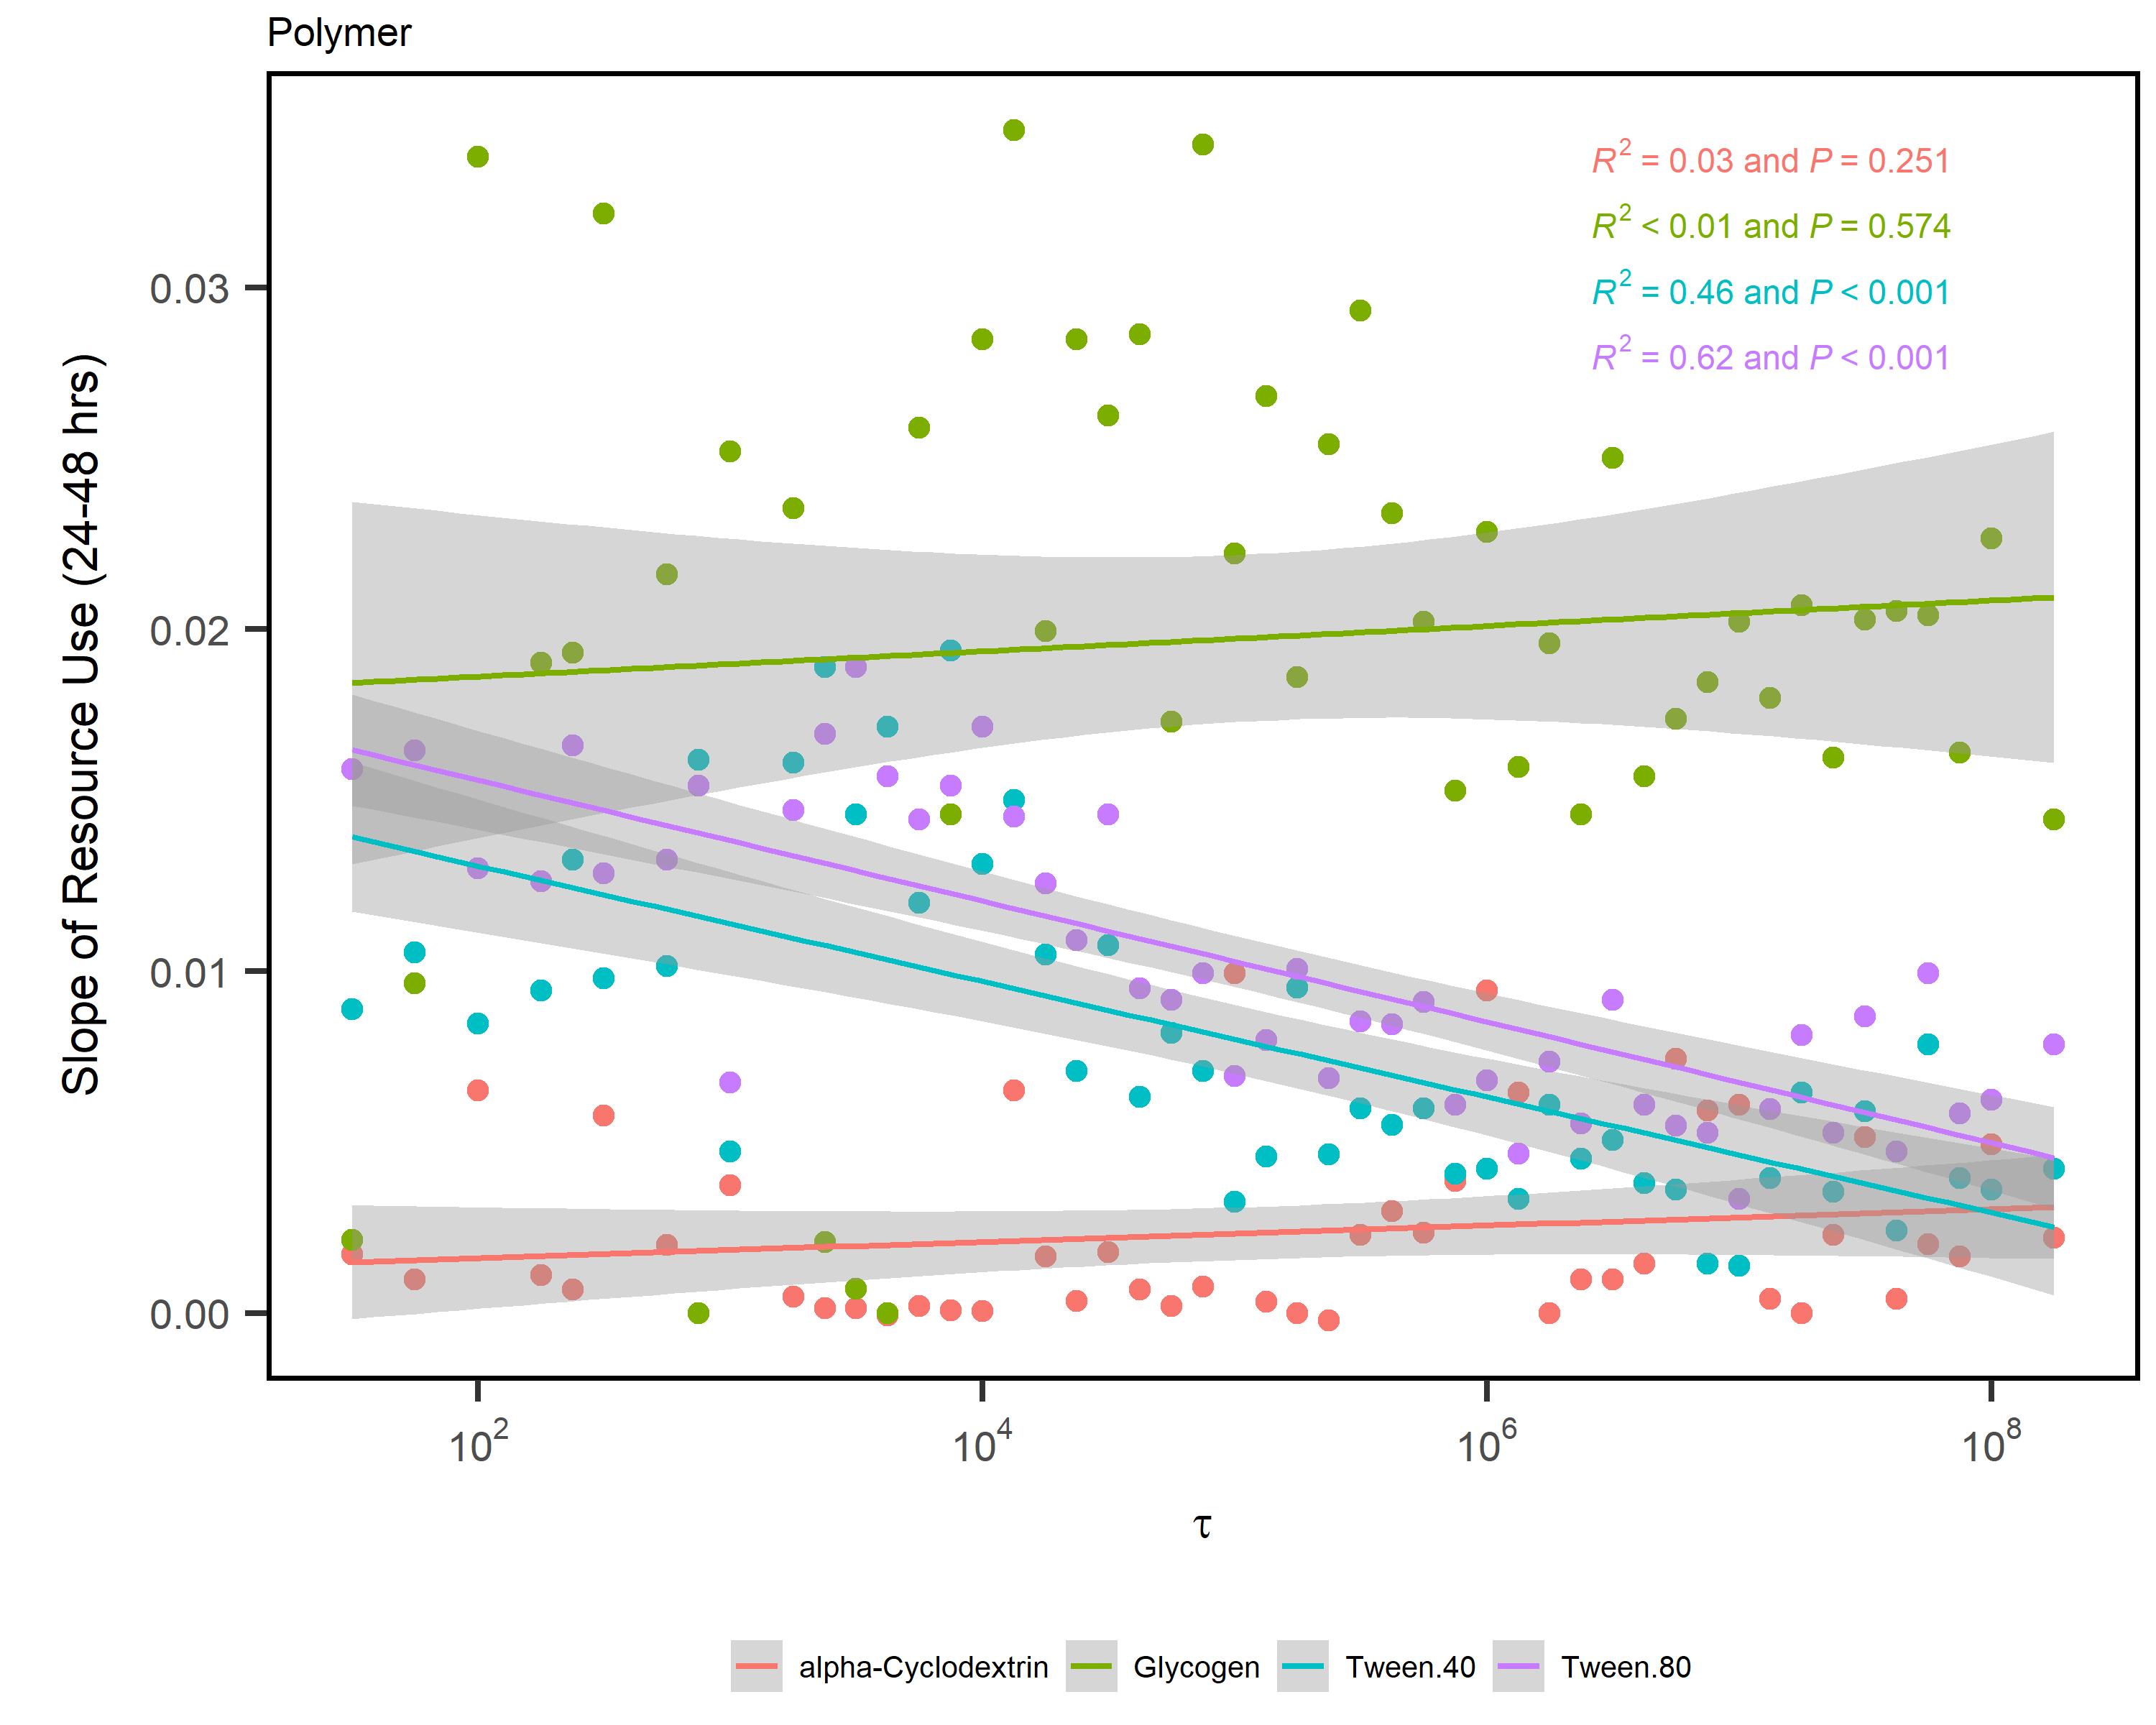 Polymer
R² = 0.03 and P = 0.251
R² < 0.01 and P = 0.574
R² = 0.46 and P < 0.001
R² = 0.62 and P < 0.001
Slope of Resource Use (24-48 hrs)
0.03
0.02
0.01
0.00
10² 10⁴ 10⁶ 10⁸
τ
alpha-Cyclodextrin Glycogen Tween.40 Tween.80